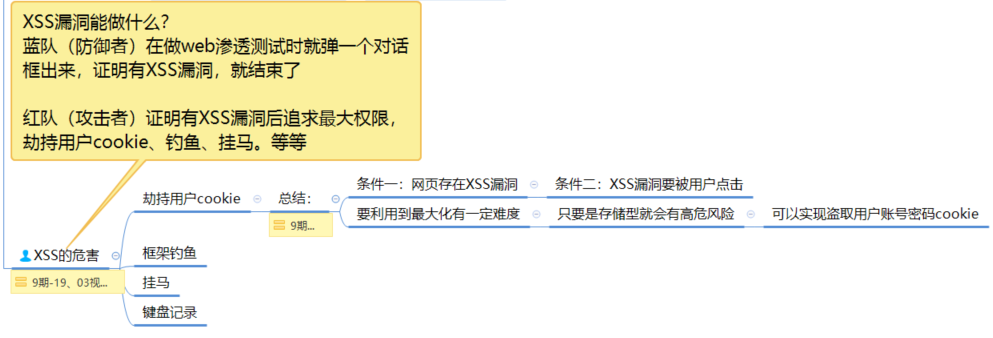 XSS漏洞能做什么？
蓝队（防御者）在做web渗透测试时就弹一个对话
框出来，证明有XSS漏洞，就结束了
红队（攻击者）证明有XSS漏洞后追求最大权限，
劫持用户cookie、钓鱼、挂马。等等
劫持用户cookie
总结：
9期...
条件一：网页存在XSS漏洞
条件二：XSS漏洞要被用户点击
要利用到最大化有一定难度
只要是存储型就会有高危风险
可以实现盗取用户账号密码cookie
XSS的危害
9期-19、03视...
框架钓鱼
挂马
键盘记录